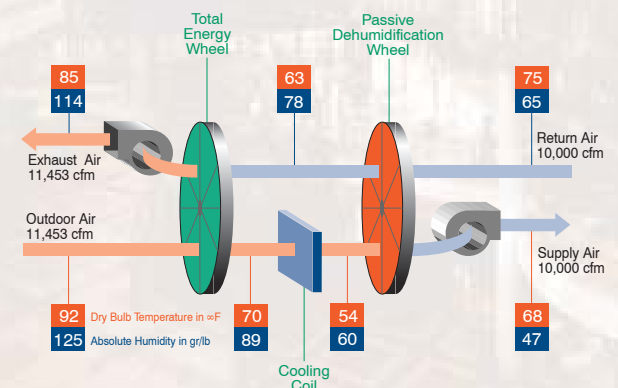 Total
Energy
Wheel
Passive
Dehumidification
Wheel
85
114
63
78
75
65
Exhaust Air
11,453 cfm
Return Air
10,000 cfm
Outdoor Air
11,453 cfm
Supply Air
10,000 cfm
92 Dry Bulb Temperature in ∞F
125 Absolute Humidity in gr/lb
70
89
54
60
68
47
Cooling
Coil